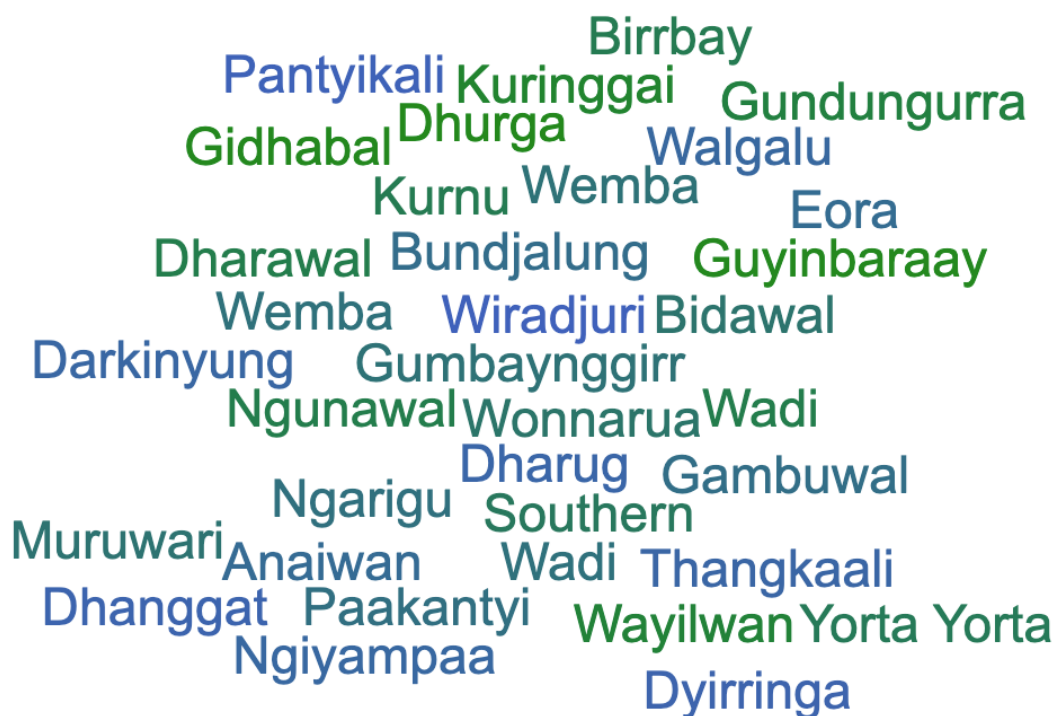 Birrbay
Pantyikali Kuringgai
Gundungurra
Gidhabal Dhurga
Walgalu
Kurnu Wemba
Eora
Dharawal Bundjalung Guyinbaraay
Wemba Wiradjuri Bidawal
Darkinyung Gumbaynggirr
Ngunawal Wonnarua Wadi
Dharug Gambuwal
Ngarigu Southern
Muruwari Anaiwan Wadi Thangkaali
Dhanggat Paakantyi Wayilwan Yorta Yorta
Ngiyampaa
Dyirringa